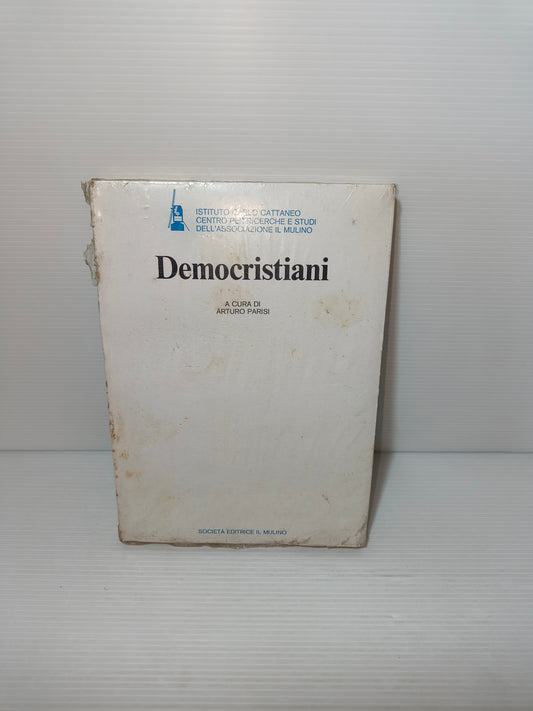 ISTITUTO CARLO CATTANEO
CENTRO PER RICERCHE E STUDI
DELL'ASSOCIAZIONE IL MULINO
Democristiani
A CURA DI
ARTURO PARISI
SOCIETÀ EDITRICE IL MULINO